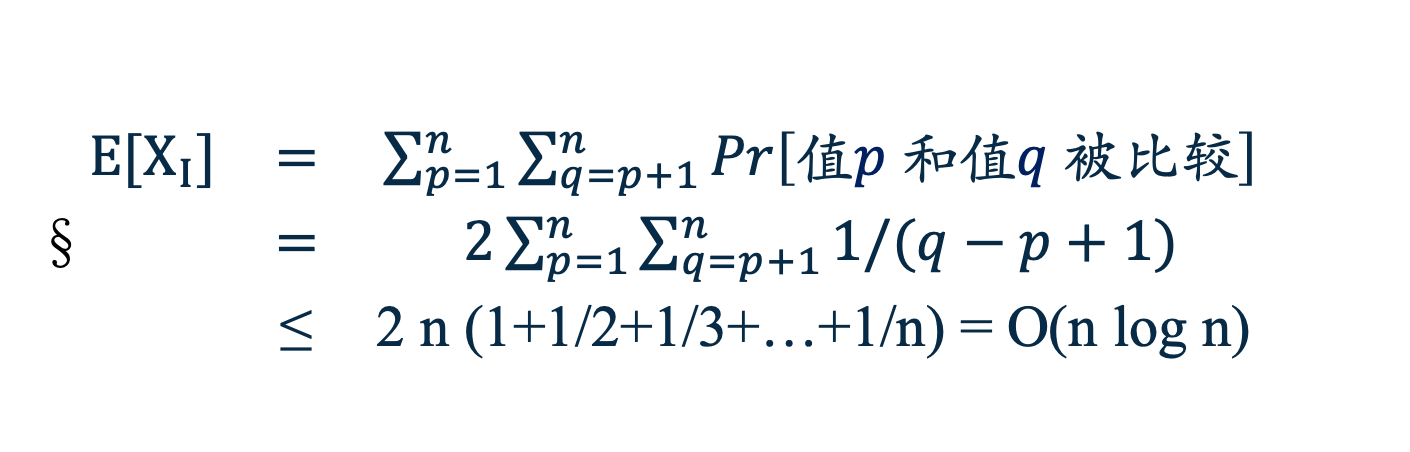 E[X_I] = ∑_{p=1}^{n} ∑_{q=p+1}^{n} Pr[值p 和值q 被比较]
§ = 2 ∑_{p=1}^{n} ∑_{q=p+1}^{n} 1/(q − p + 1)
≤ 2 n (1+1/2+1/3+…+1/n) = O(n log n)